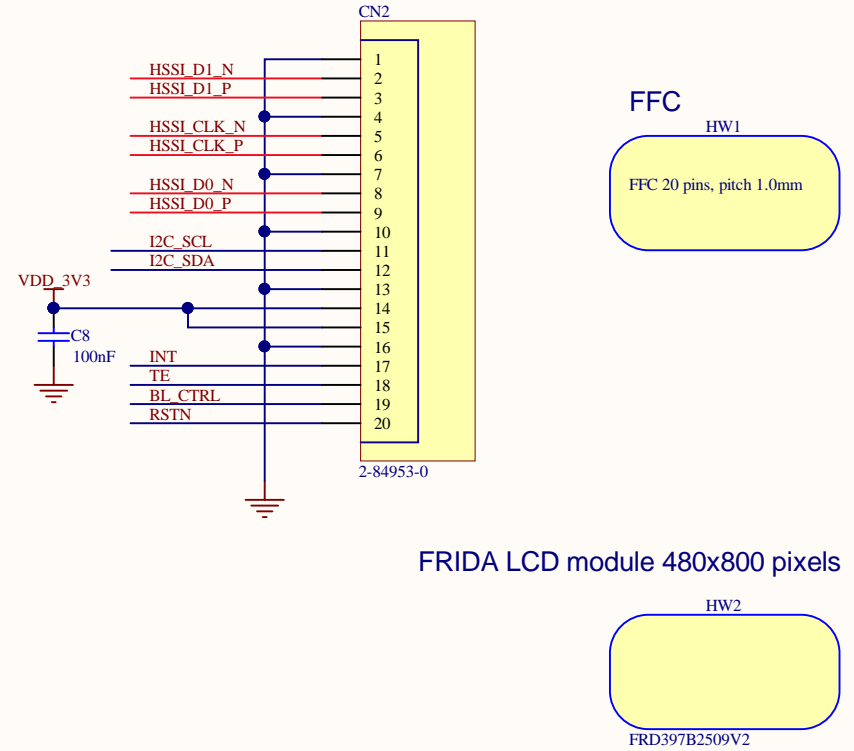 CN2
1
HSSI_D1_N 2
HSSI_D1_P 3
4
HSSI_CLK_N 5
HSSI_CLK_P 6
7
HSSI_D0_N 8
HSSI_D0_P 9
10
I2C_SCL 11
I2C_SDA 12
13
VDD_3V3
14
15
C8
100nF
16
INT 17
TE 18
BL_CTRL 19
RSTN 20
2-84953-0
FFC
HW1
FFC 20 pins, pitch 1.0mm
FRIDA LCD module 480x800 pixels
HW2
FRD397B2509V2